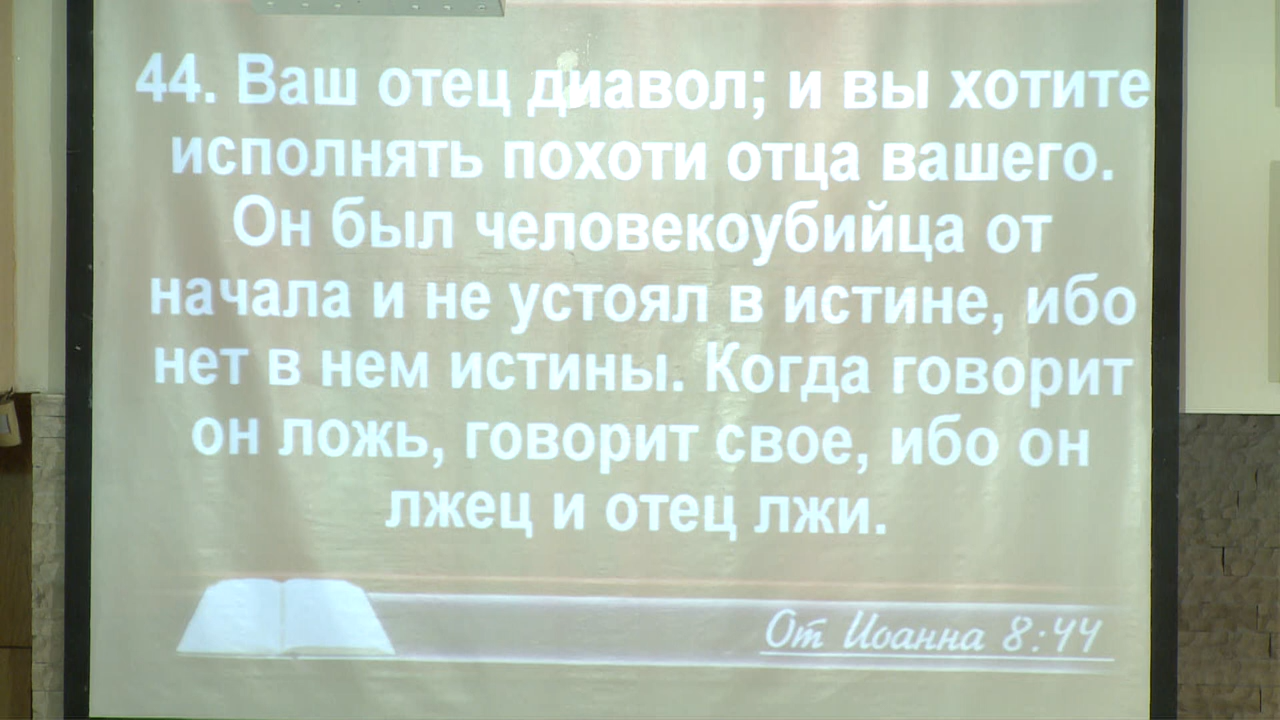 44. Ваш отец диавол; и вы хотите
исполнять похоти отца вашего.
Он был человекоубийца от
начала и не устоял в истине, ибо
нет в нем истины. Когда говорит
он ложь, говорит свое, ибо он
лжец и отец лжи.
От Иоанна 8:44